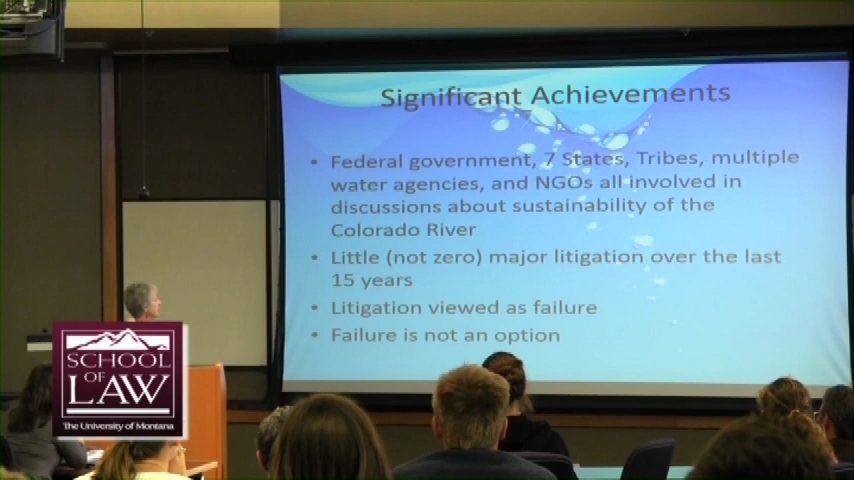 Significant Achievements
• Federal government, 7 States, Tribes, multiple
water agencies, and NGOs all involved in
discussions about sustainability of the
Colorado River
• Little (not zero) major litigation over the last
15 years
• Litigation viewed as failure
• Failure is not an option
SCHOOL
OF
LAW
The University of Montana